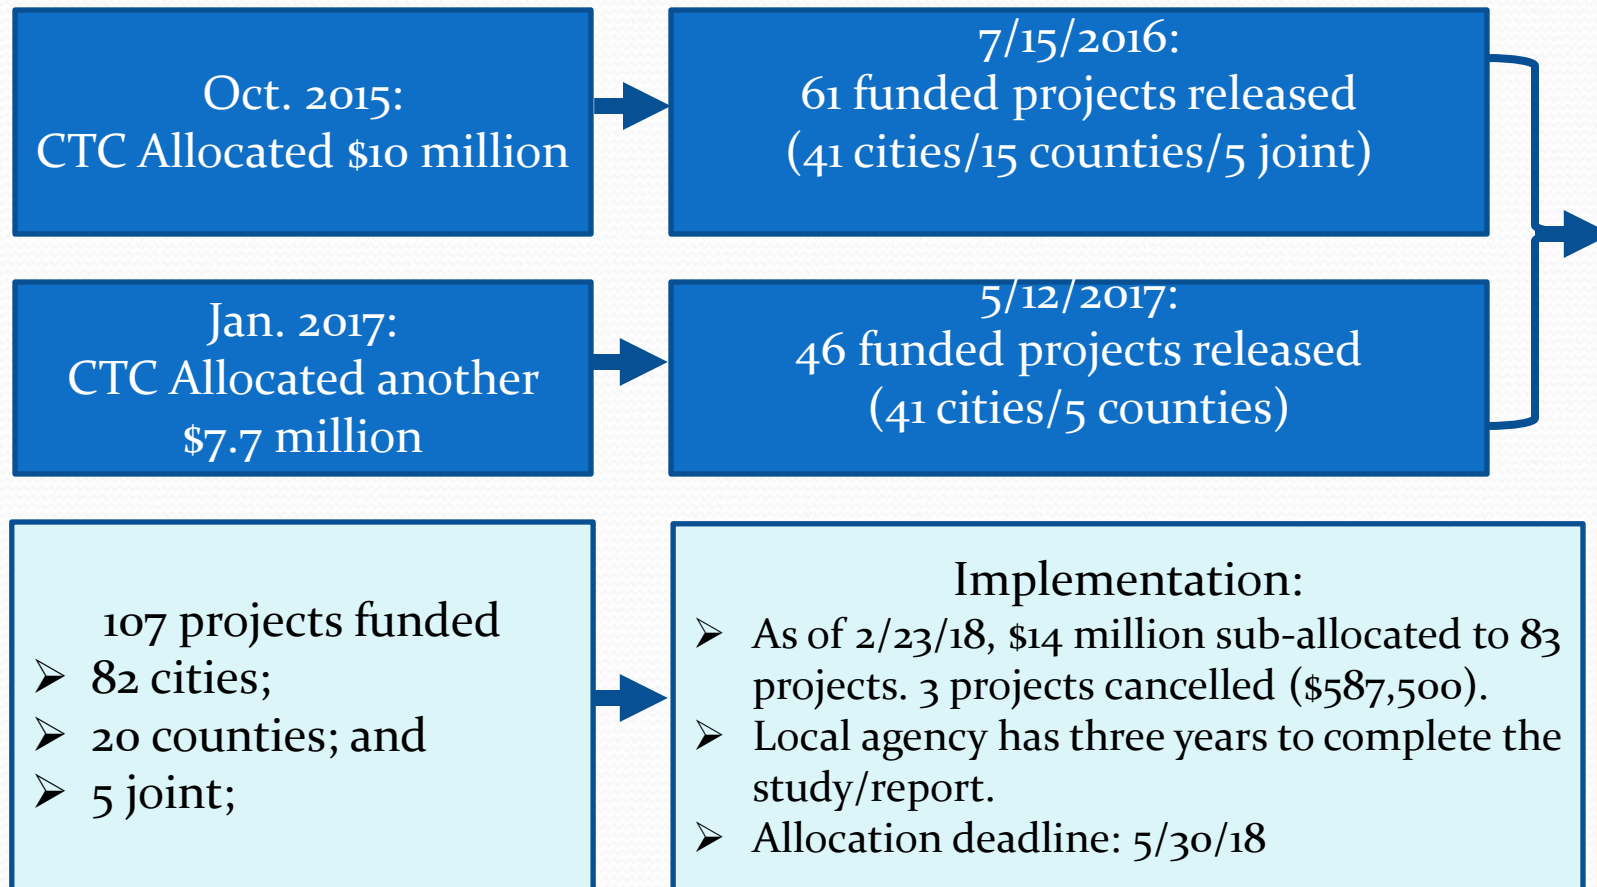 Oct. 2015:
CTC Allocated $10 million
7/15/2016:
61 funded projects released
(41 cities/15 counties/5 joint)
Jan. 2017:
CTC Allocated another
$7.7 million
5/12/2017:
46 funded projects released
(41 cities/5 counties)
107 projects funded
➢ 82 cities;
➢ 20 counties; and
➢ 5 joint;
Implementation:
➢ As of 2/23/18, $14 million sub-allocated to 83
projects. 3 projects cancelled ($587,500).
➢ Local agency has three years to complete the
study/report.
➢ Allocation deadline: 5/30/18